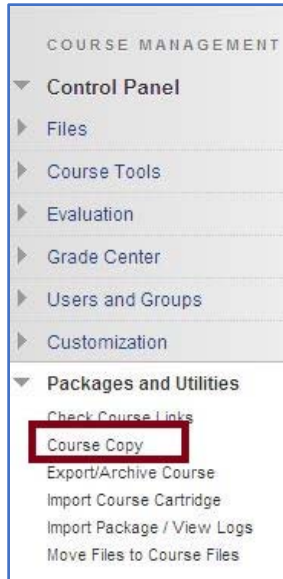 COURSE MANAGEMENT
Control Panel
Files
Course Tools
Evaluation
Grade Center
Users and Groups
Customization
Packages and Utilities
Check Course Links
Course Copy
Export/Archive Course
Import Course Cartridge
Import Package / View Logs
Move Files to Course Files